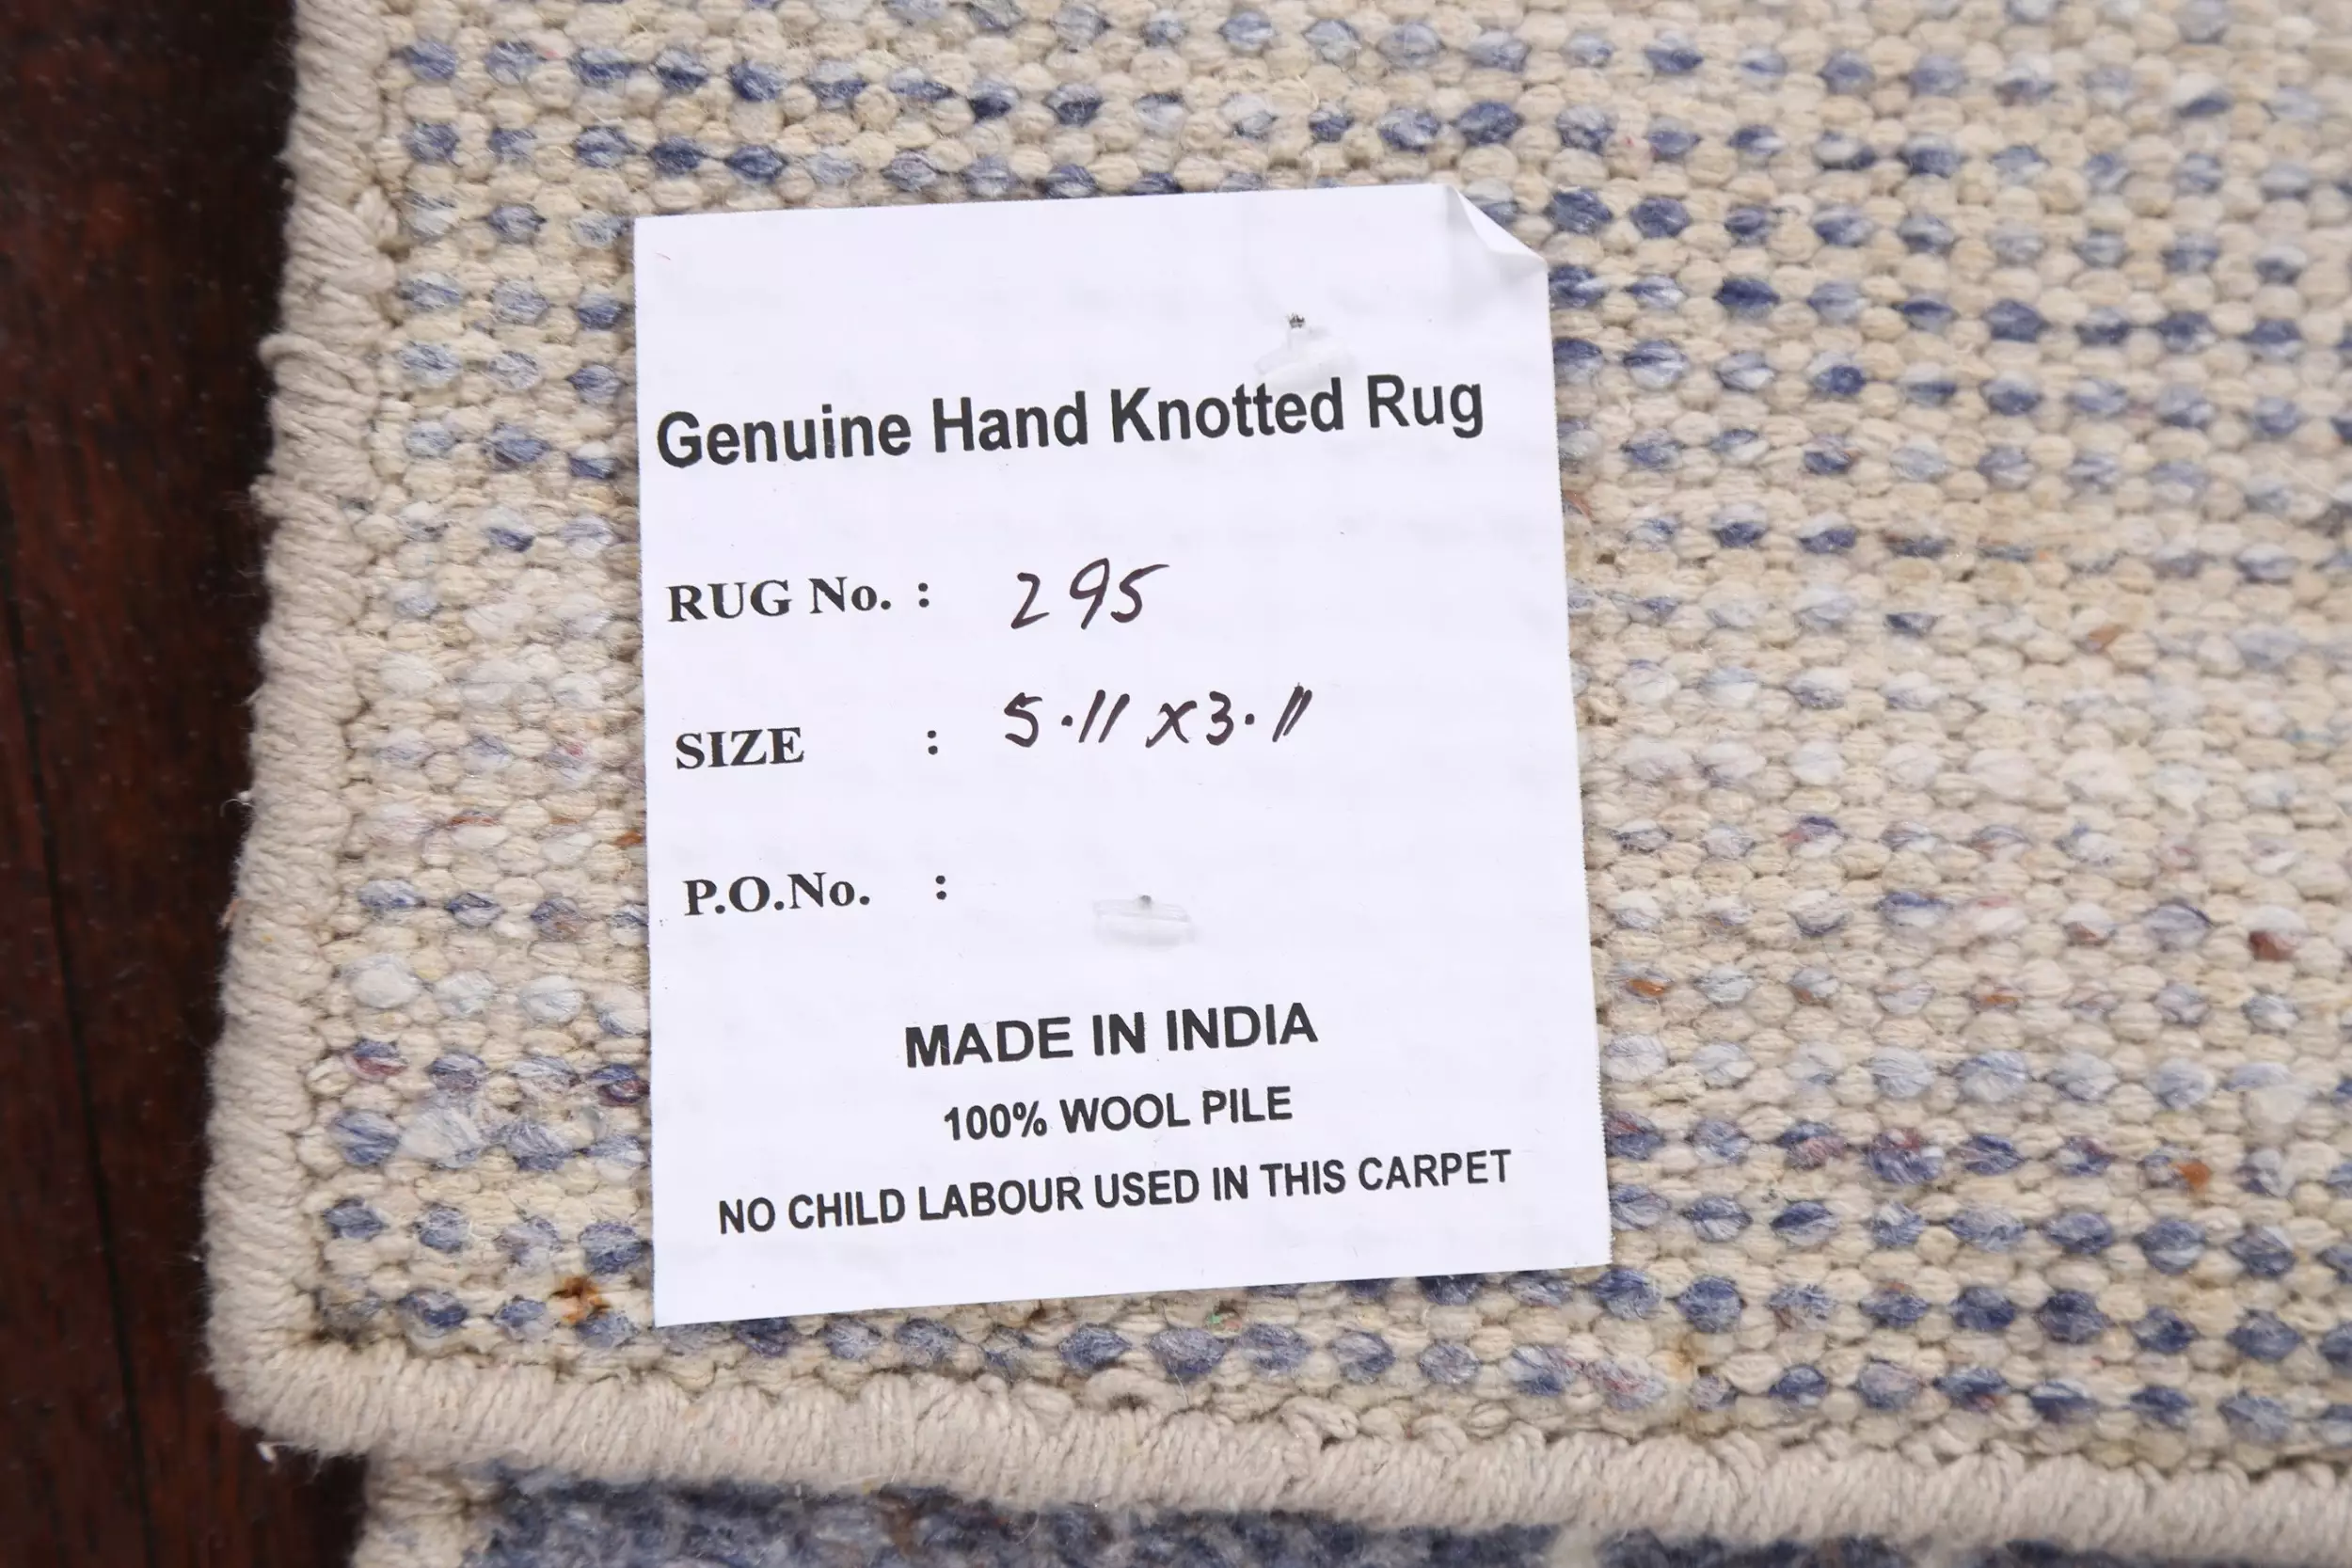 Genuine Hand Knotted Rug
RUG No. : 295
SIZE : 5.11 x 3.11
P.O.No. :
MADE IN INDIA
100% WOOL PILE
NO CHILD LABOUR USED IN THIS CARPET